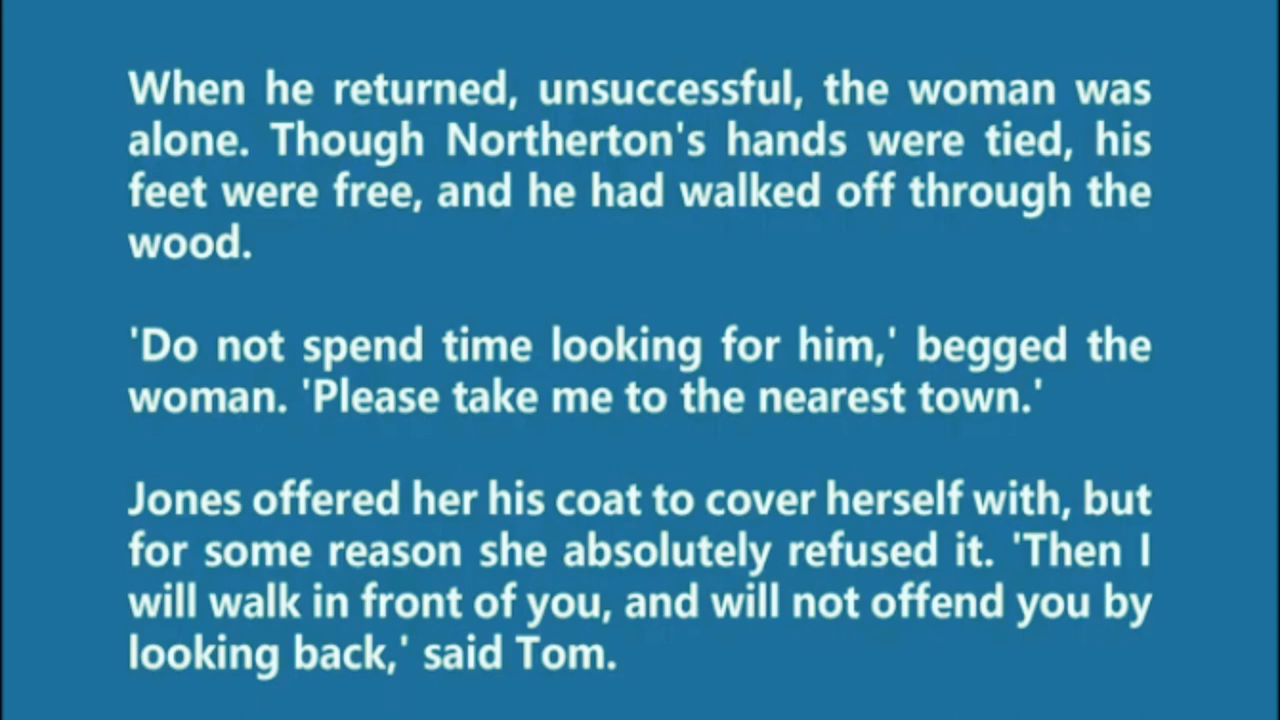 When he returned, unsuccessful, the woman was
alone. Though Northerton's hands were tied, his
feet were free, and he had walked off through the
wood.
'Do not spend time looking for him,' begged the
woman. 'Please take me to the nearest town.'
Jones offered her his coat to cover herself with, but
for some reason she absolutely refused it. 'Then I
will walk in front of you, and will not offend you by
looking back,' said Tom.